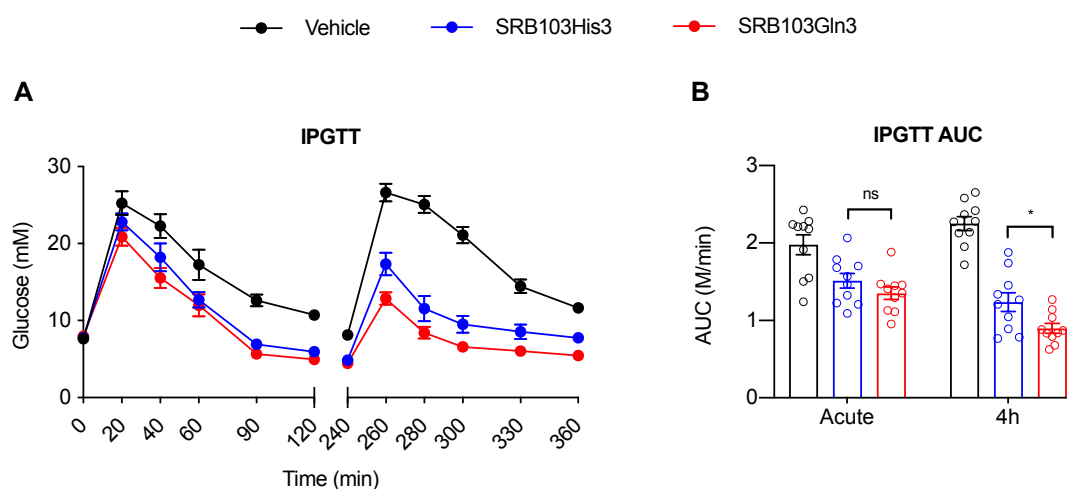 Vehicle SRB103His3 SRB103Gln3
A
IPGTT
30
20
10
0
Glucose (mM)
0 20 40 60 90 120 240 260 280 300 330 360
Time (min)
B
IPGTT AUC
3
2
1
0
AUC (M/min)
ns
*
Acute 4h